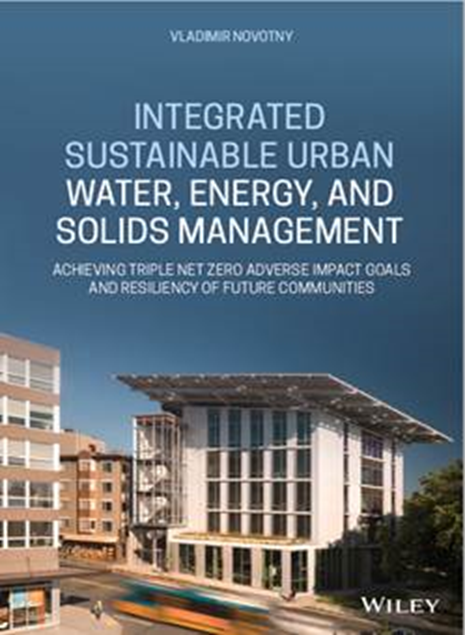 VLADIMIR NOVOTNY
INTEGRATED
SUSTAINABLE URBAN
WATER, ENERGY, AND
SOLIDS MANAGEMENT
ACHIEVING TRIPLE NET ZERO ADVERSE IMPACT GOALS
AND RESILIENCY OF FUTURE COMMUNITIES
WILEY